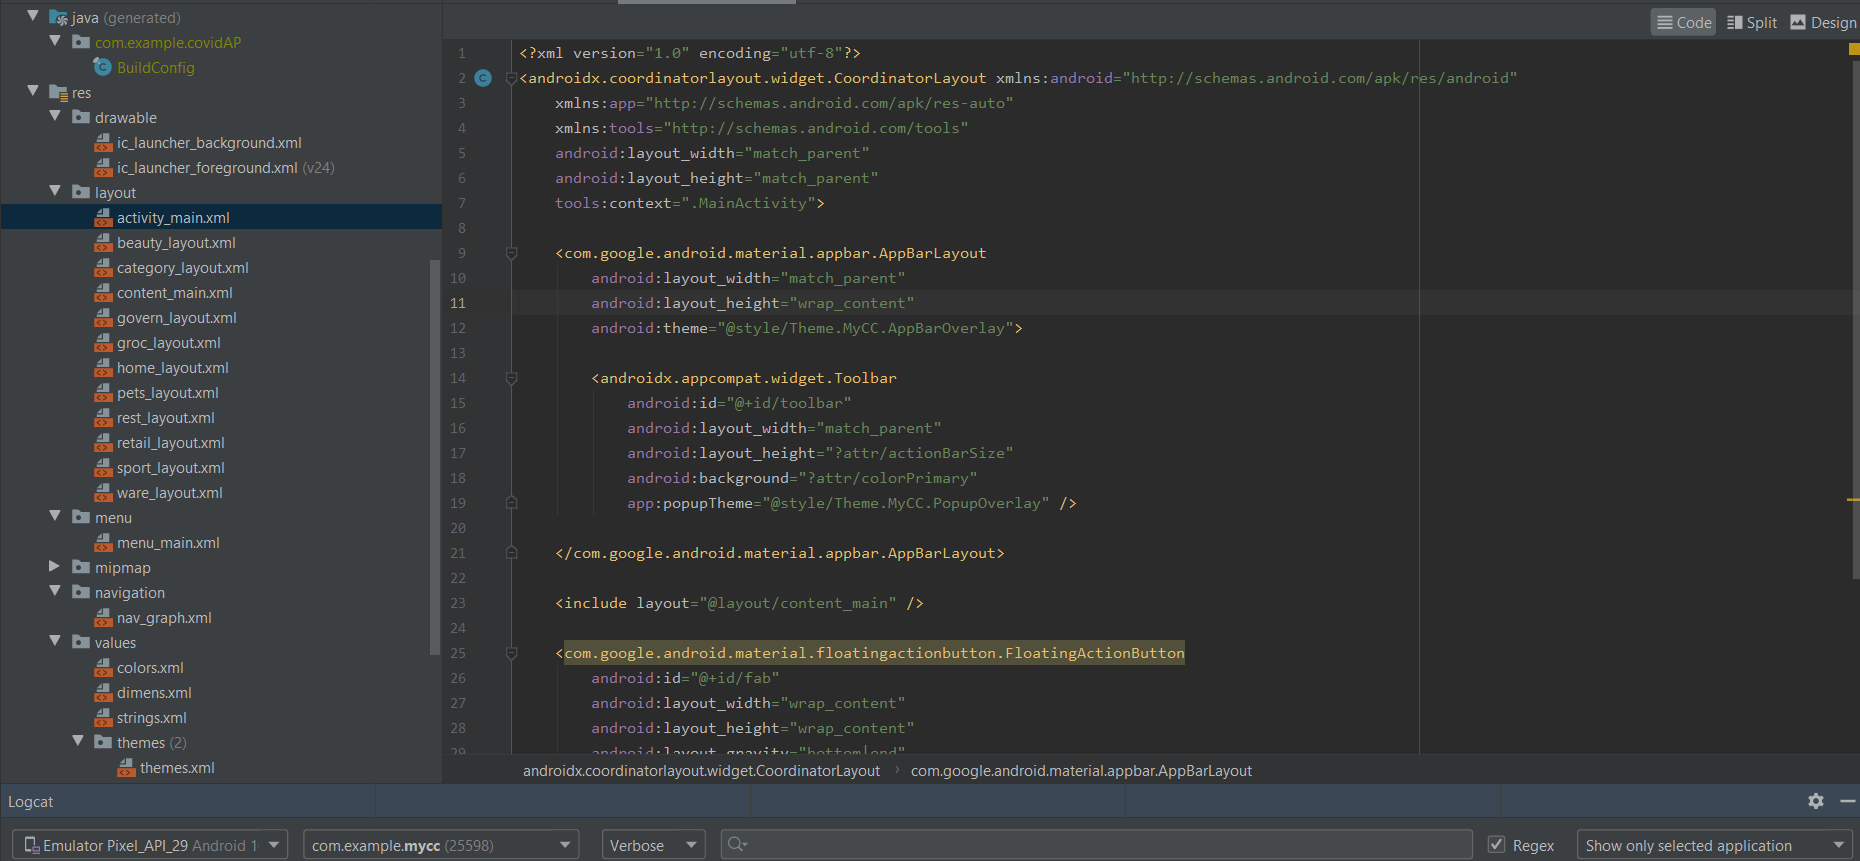 java (generated)
com.example.covidAP
BuildConfig
res
drawable
ic_launcher_background.xml
ic_launcher_foreground.xml (v24)
layout
activity_main.xml
beauty_layout.xml
category_layout.xml
content_main.xml
govern_layout.xml
groc_layout.xml
home_layout.xml
pets_layout.xml
rest_layout.xml
retail_layout.xml
sport_layout.xml
ware_layout.xml
menu
menu_main.xml
mipmap
navigation
nav_graph.xml
values
colors.xml
dimens.xml
strings.xml
themes (2)
themes.xml
Code Split Design
1 <?xml version="1.0" encoding="utf-8"?>
2 <androidx.coordinatorlayout.widget.CoordinatorLayout xmlns:android="http://schemas.android.com/apk/res/android"
3 xmlns:app="http://schemas.android.com/apk/res-auto"
4 xmlns:tools="http://schemas.android.com/tools"
5 android:layout_width="match_parent"
6 android:layout_height="match_parent"
7 tools:context=".MainActivity">
8
9 <com.google.android.material.appbar.AppBarLayout
10 android:layout_width="match_parent"
11 android:layout_height="wrap_content"
12 android:theme="@style/Theme.MyCC.AppBarOverlay">
13
14 <androidx.appcompat.widget.Toolbar
15 android:id="@+id/toolbar"
16 android:layout_width="match_parent"
17 android:layout_height="?attr/actionBarSize"
18 android:background="?attr/colorPrimary"
19 app:popupTheme="@style/Theme.MyCC.PopupOverlay" />
20
21 </com.google.android.material.appbar.AppBarLayout>
22
23 <include layout="@layout/content_main" />
24
25 <com.google.android.material.floatingactionbutton.FloatingActionButton
26 android:id="@+id/fab"
27 android:layout_width="wrap_content"
28 android:layout_height="wrap_content"
29 android:layout_gravity="bottom|end"
androidx.coordinatorlayout.widget.CoordinatorLayout › com.google.android.material.appbar.AppBarLayout
Logcat
Emulator Pixel_API_29 Android 1 com.example.mycc (25598) Verbose Regex Show only selected application